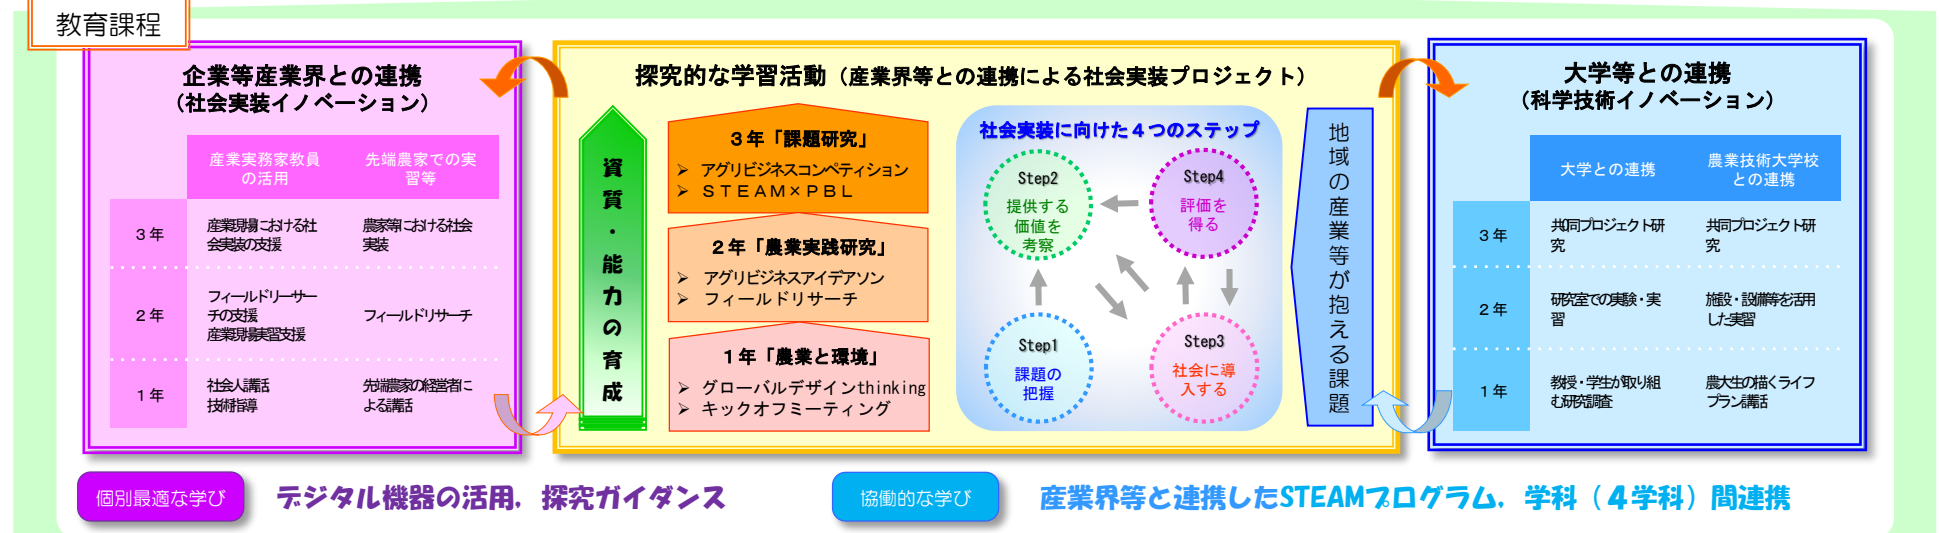 教育課程
企業等産業界との連携
（社会実装イノベーション）
産業実務家教員
の活用
先端農家での実
習等
３年
産業現場における社
会実装の支援
農家等における社会
実装
２年
フィールドリーサー
チの支援
産業現場実習支援
フィールドリサーチ
１年
社会人講話
技術指導
先端農家の経営者に
よる講話
探究的な学習活動（産業界等との連携による社会実装プロジェクト）
資質・能力の育成
３年「課題研究」
➢ アグリビジネスコンペティション
➢ ＳＴＥＡＭ×ＰＢＬ
２年「農業実践研究」
➢ アグリビジネスアイデアソン
➢ フィールドリサーチ
１年「農業と環境」
➢ グローバルデザインthinking
➢ キックオフミーティング
社会実装に向けた４つのステップ
Step2
提供する
価値を
考察
Step4
評価を
得る
Step1
課題の
把握
Step3
社会に導
入する
地域の産業等が抱える課題
大学等との連携
（科学技術イノベーション）
大学との連携
農業技術大学校
との連携
３年
共同プロジェクト研
究
共同プロジェクト研
究
２年
研究室での実験・実
習
施設・設備等を活用
した実習
１年
教授・学生が取り組
む研究調査
農大生の描くライフ
プラン講話
個別最適な学び
デジタル機器の活用，探究ガイダンス
協働的な学び
産業界等と連携したSTEAMプログラム，学科（４学科）間連携